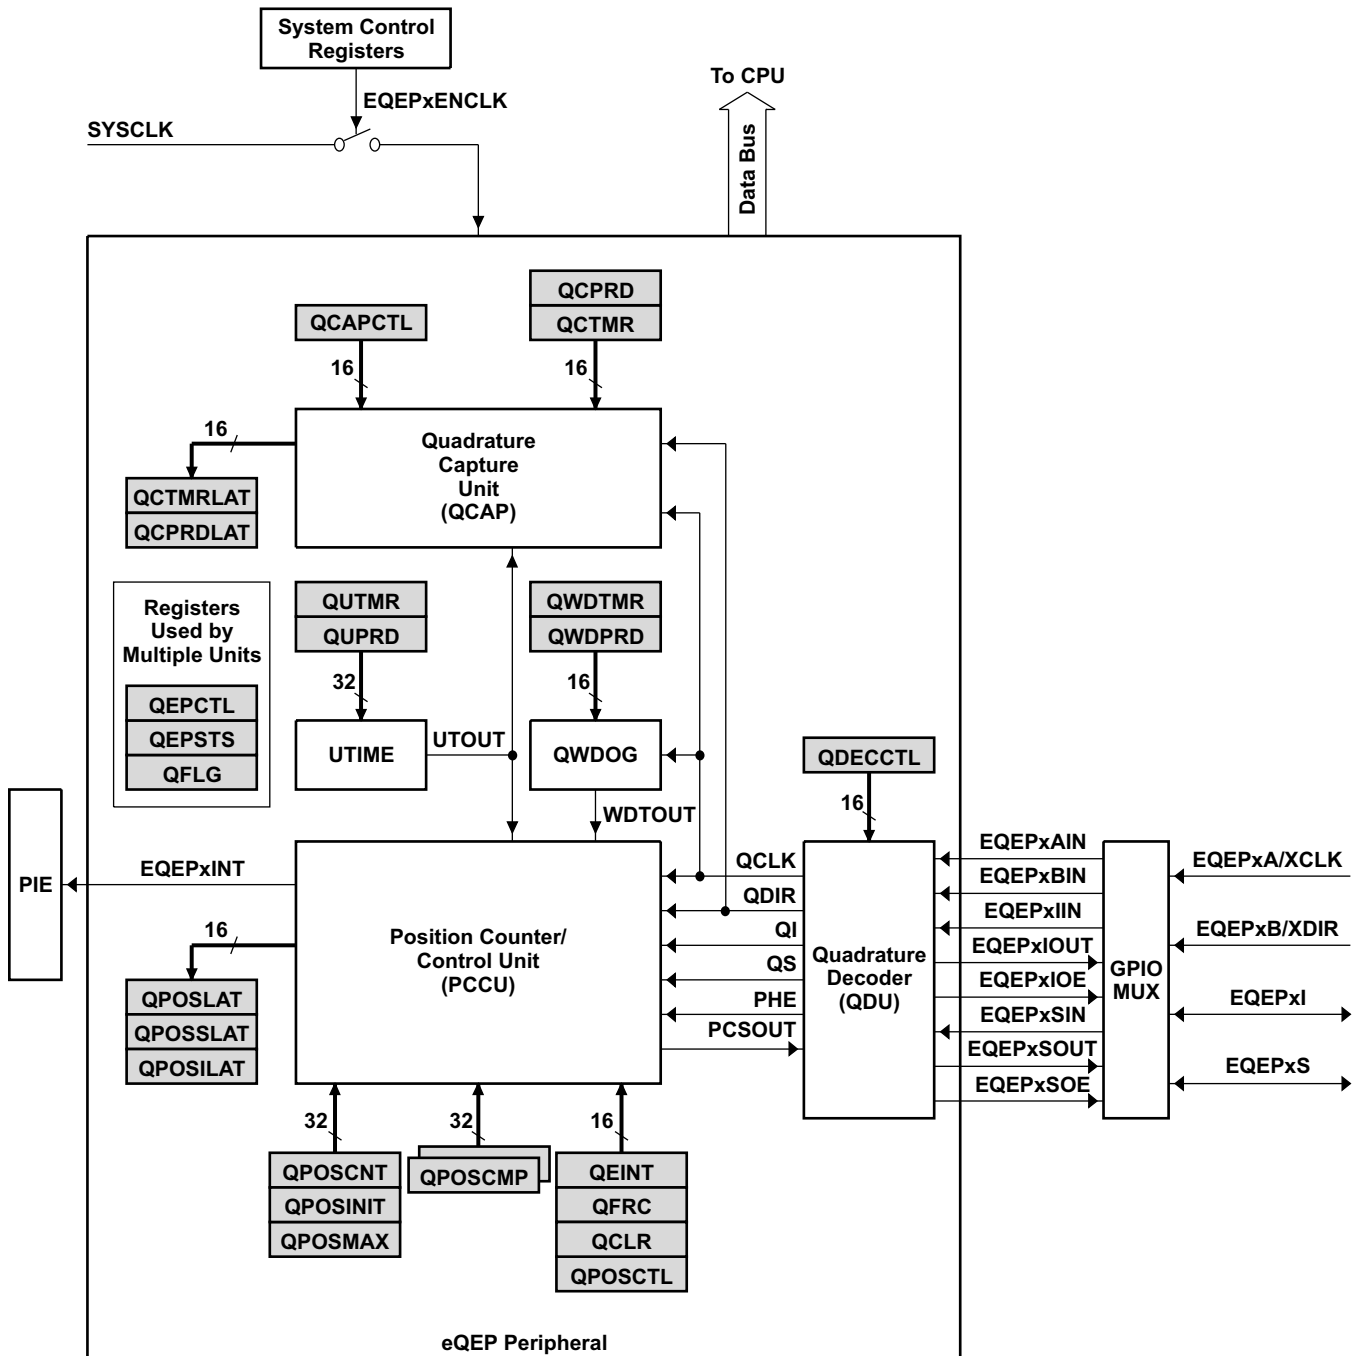 System Control
Registers
To CPU
EQEPxENCLK
SYSCLK
Data Bus
QCPRD
QCAPCTL
QCTMR
16
16
16
Quadrature
Capture
Unit
(QCAP)
QCTMRLAT
QCPRDLAT
Registers
Used by
Multiple Units
QEPCTL
QEPSTS
QFLG
QUTMR
QUPRD
QWDTMR
QWDPRD
32
16
UTIME
UTOUT
QWDOG
QDECCTL
WDTOUT
16
PIE
EQEPxINT
16
QPOSLAT
QPOSSLAT
QPOSILAT
Position Counter/
Control Unit
(PCCU)
QCLK
QDIR
QI
QS
PHE
PCSOUT
Quadrature
Decoder
(QDU)
EQEPxAIN
EQEPxBIN
EQEPxIIN
EQEPxIOUT
EQEPxIOE
EQEPxSIN
EQEPxSOUT
EQEPxSOE
GPIO
MUX
EQEPxA/XCLK
EQEPxB/XDIR
EQEPxI
EQEPxS
32
32
16
QPOSCNT
QPOSINIT
QPOSMAX
QPOSCMP
QEINT
QFRC
QCLR
QPOSCTL
eQEP Peripheral